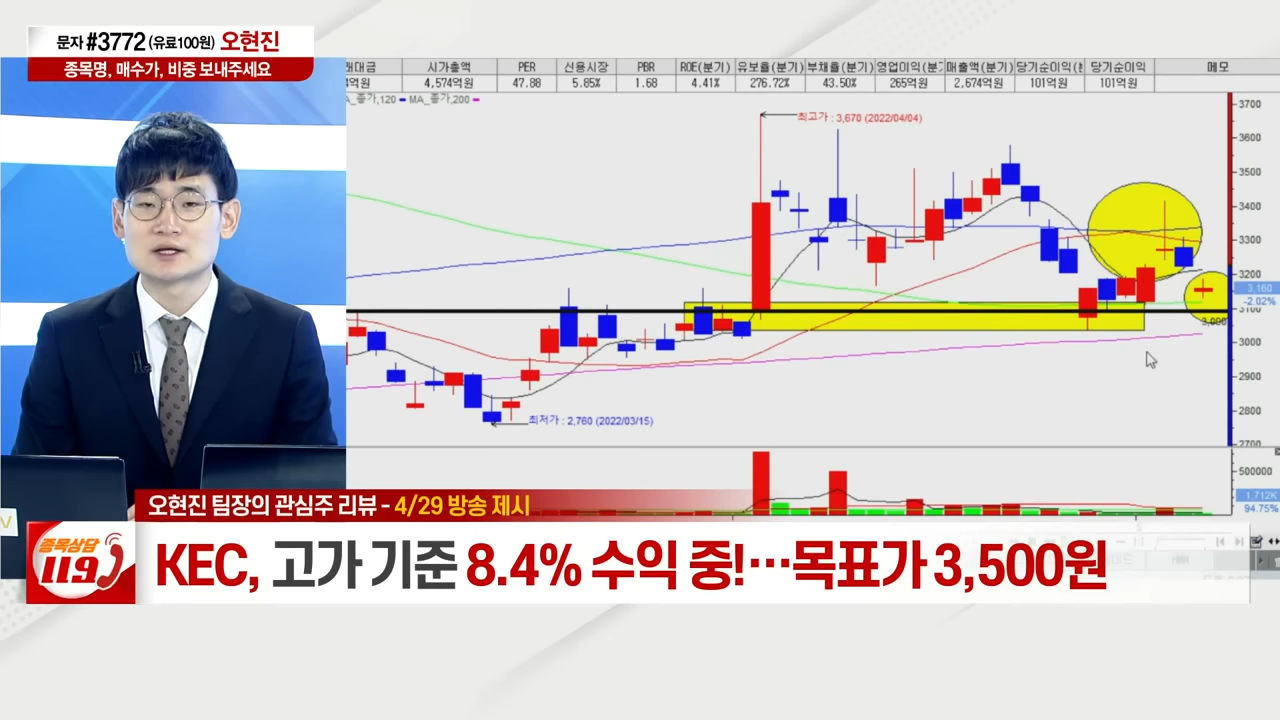 문자 #3772 (유료100원) 오현진
종목명, 매수가, 비중 보내주세요
래대금 시가총액 PER 신용시장 PBR ROE(분기) 유보율(분기) 부채율(분기) 영업이익(분기 매출액(분기) 당기순이익(분 당기순이익 메모
4,574억원 47.88 5.85% 1.68 4.41% 276.72% 43.50% 265억원 2,674억원 101억원 101억원
MA_종가,120 MA_종가,200
최고가 : 3,670 (2022/04/04)
최저가 : 2,760 (2022/03/15)
3700
3600
3500
3400
3300
3200
3,160
-2.02%
3100
3,090
3000
2900
2800
2700
500000
1,712K
94.75%
오현진 팀장의 관심주 리뷰 - 4/29 방송 제시
종목상담
119
KEC, 고가 기준 8.4% 수익 중!…목표가 3,500원